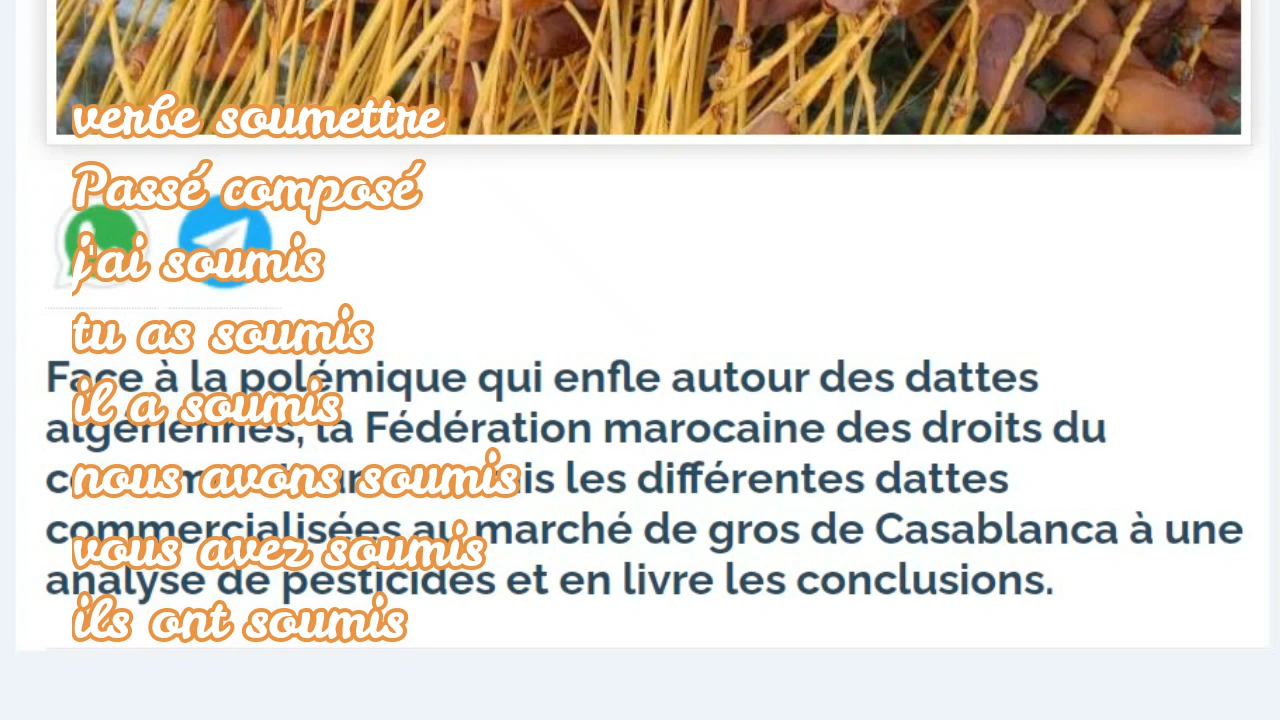 verbe soumettre
Passé composé
j'ai soumis
tu as soumis
il a soumis
nous avons soumis
vous avez soumis
ils ont soumis
Face à la polémique qui enfle autour des dattes
algériennes, la Fédération marocaine des droits du
les différentes dattes
commercialisées au marché de gros de Casablanca à une
analyse de pesticides et en livre les conclusions.